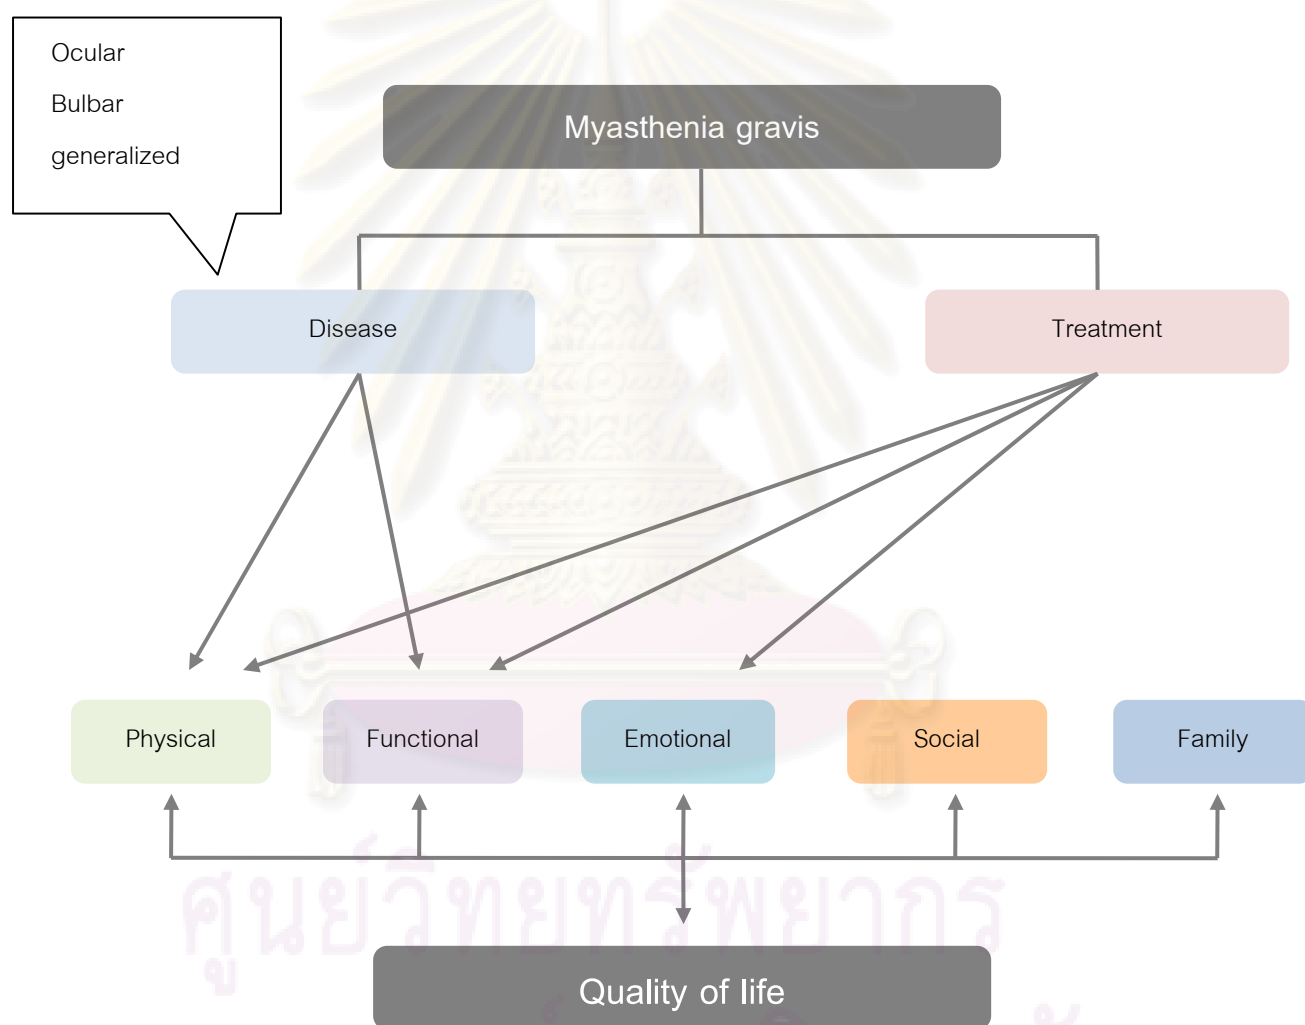 Ocular
Bulbar
generalized
Myasthenia gravis
Disease
Treatment
Physical
Functional
Emotional
Social
Family
ศูนย์วิทยทรัพยากร
Quality of life